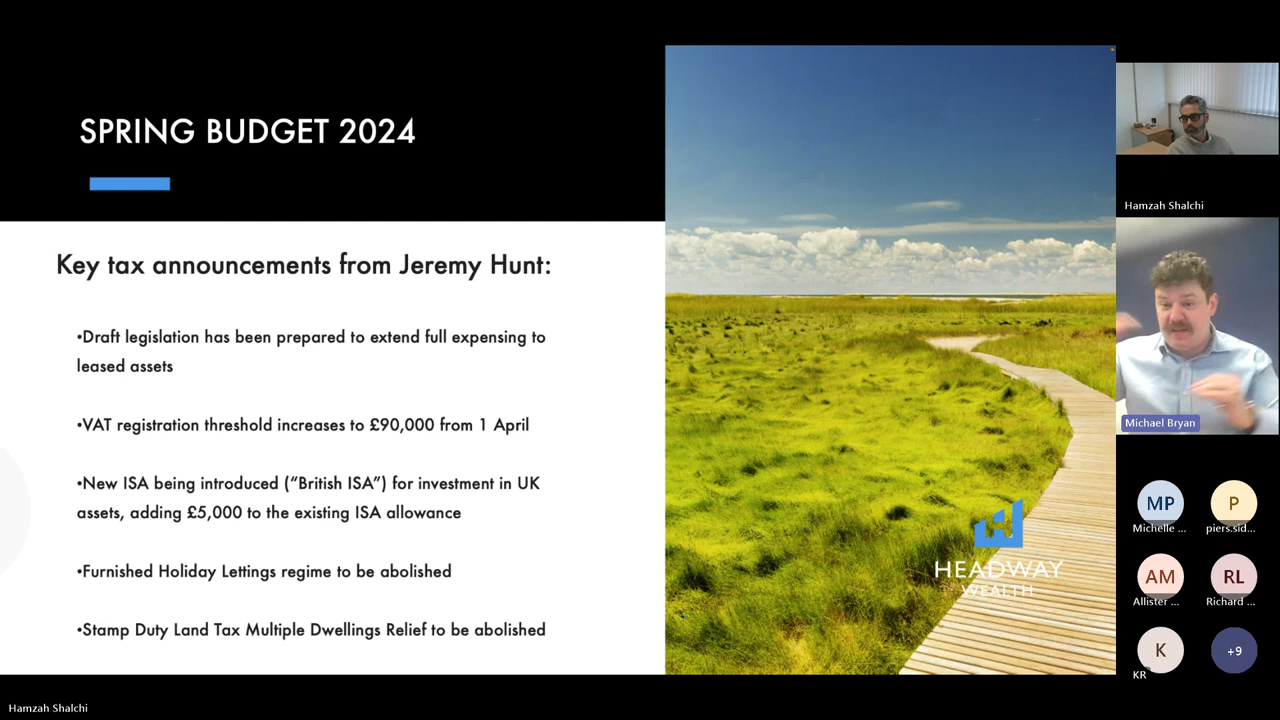 SPRING BUDGET 2024
Key tax announcements from Jeremy Hunt:
•Draft legislation has been prepared to extend full expensing to
leased assets
•VAT registration threshold increases to £90,000 from 1 April
•New ISA being introduced (“British ISA”) for investment in UK
assets, adding £5,000 to the existing ISA allowance
•Furnished Holiday Lettings regime to be abolished
•Stamp Duty Land Tax Multiple Dwellings Relief to be abolished
HEADWAY
WEALTH
Hamzah Shalchi
Michael Bryan
MP
P
Michelle ...
piers.sid...
AM
RL
Allister ...
Richard ...
K
+9
KR
Hamzah Shalchi